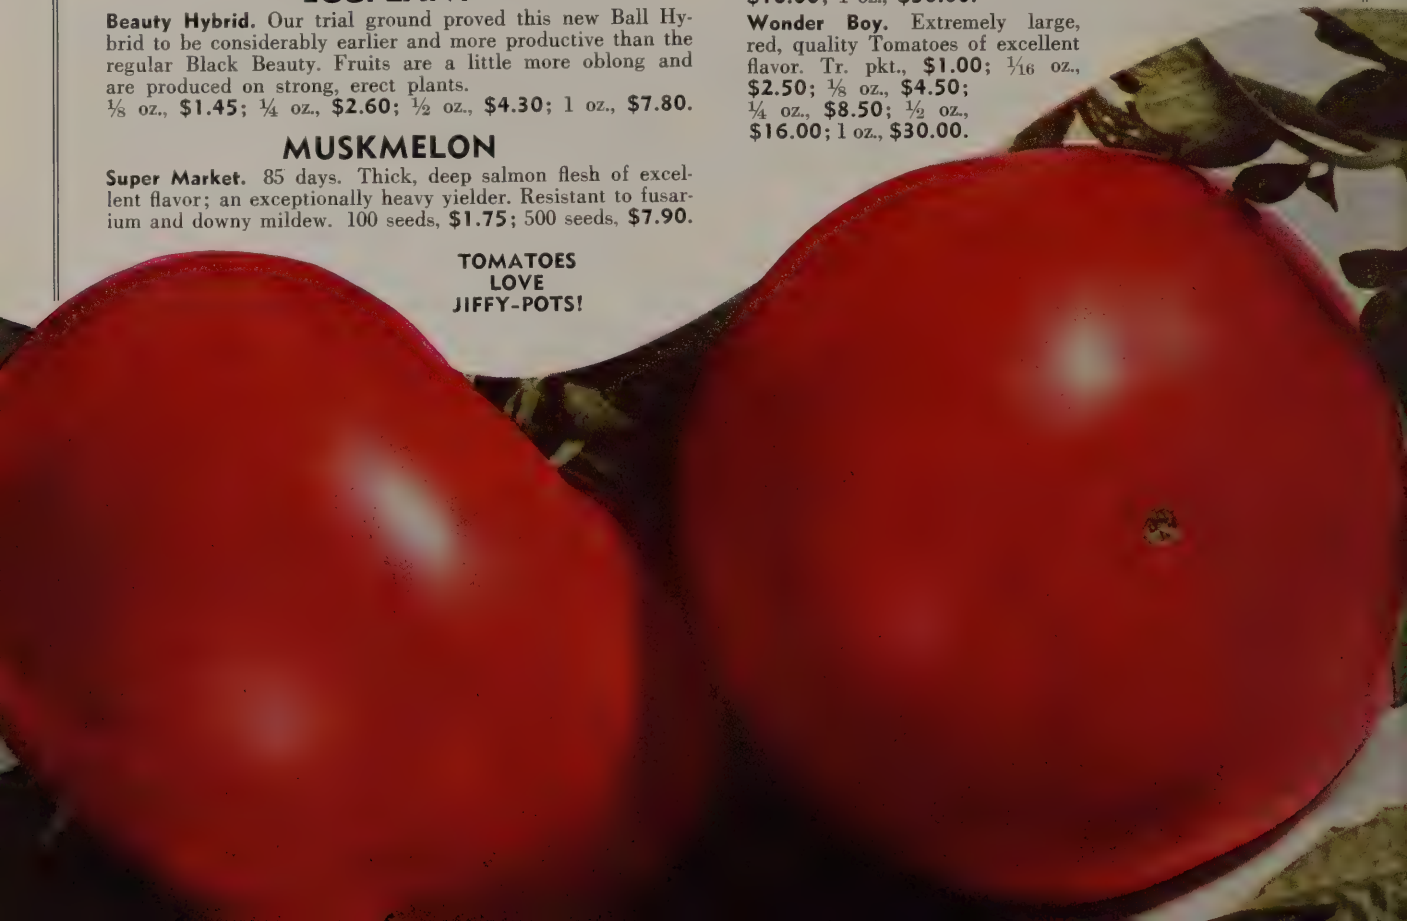 Beauty Hybrid. Our trial ground proved this new Ball Hy-
brid to be considerably earlier and more productive than the
regular Black Beauty. Fruits are a little more oblong and
are produced on strong, erect plants.
⅛ oz., $1.45; ¼ oz., $2.60; ½ oz., $4.30; 1 oz., $7.80.
MUSKMELON
Super Market. 85 days. Thick, deep salmon flesh of excel-
lent flavor; an exceptionally heavy yielder. Resistant to fusar-
ium and downy mildew. 100 seeds, $1.75; 500 seeds, $7.90.
TOMATOES
LOVE
JIFFY-POTS!
Wonder Boy. Extremely large,
red, quality Tomatoes of excellent
flavor. Tr. pkt., $1.00; 1/16 oz.,
$2.50; ⅛ oz., $4.50;
¼ oz., $8.50; ½ oz.,
$16.00; 1 oz., $30.00.